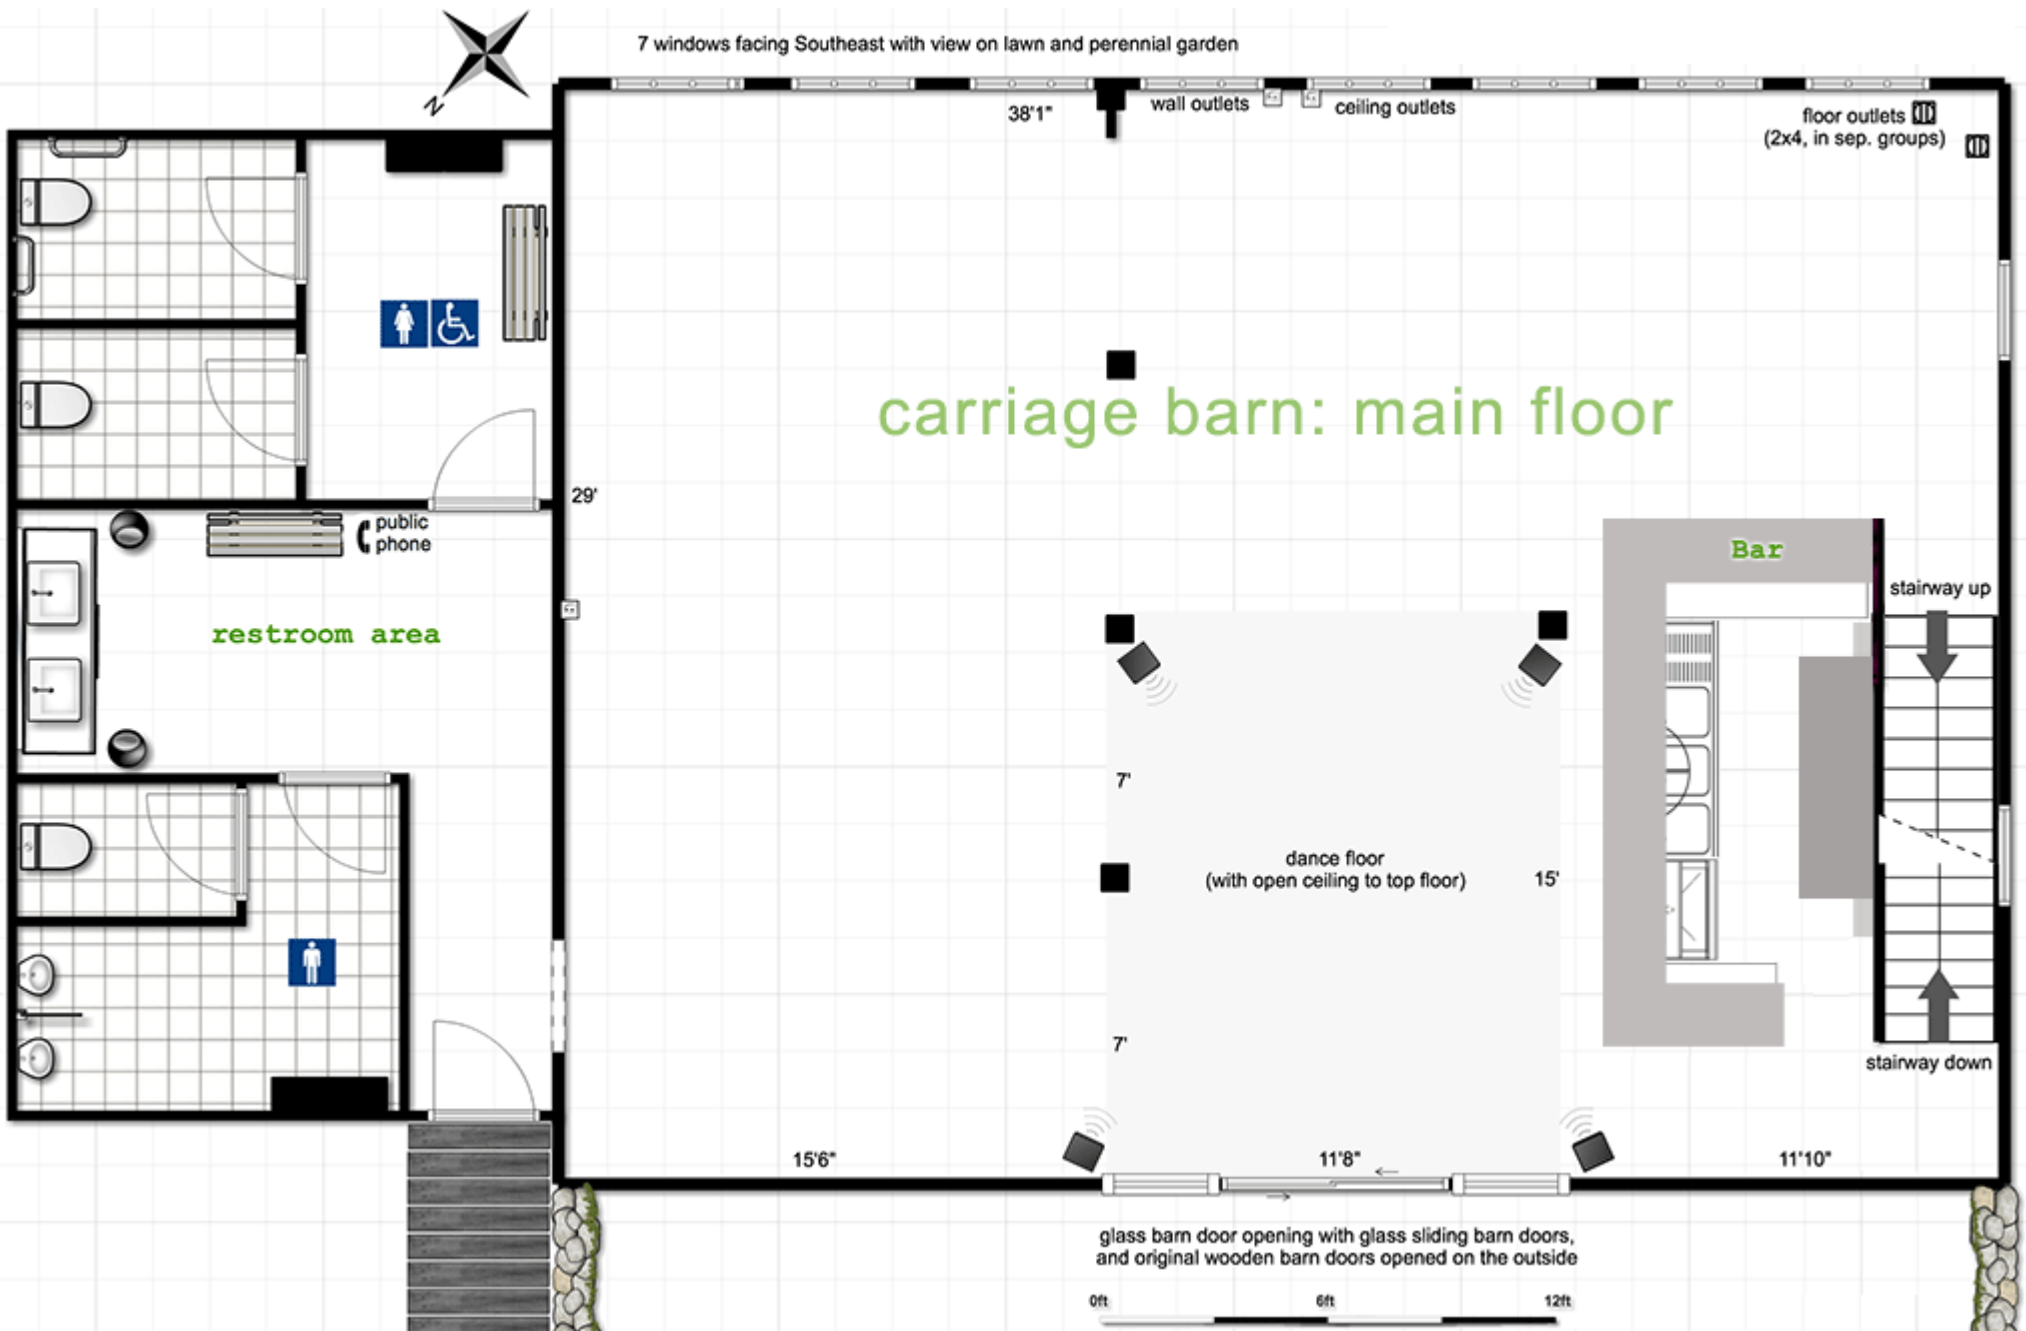 7 windows facing Southeast with view on lawn and perennial garden
N
38'1"
wall outlets
ceiling outlets
floor outlets
(2x4, in sep. groups)
carriage barn: main floor
29'
public
phone
Bar
stairway up
restroom area
7'
dance floor
(with open ceiling to top floor)
15'
7'
stairway down
15'6"
11'8"
11'10"
glass barn door opening with glass sliding barn doors,
and original wooden barn doors opened on the outside
0ft
6ft
12ft